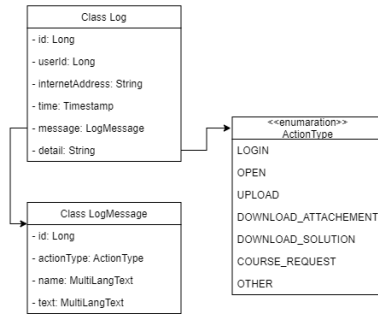 Class Log
- id: Long
- userId: Long
- internetAddress: String
- time: Timestamp
- message: LogMessage
- detail: String
<<enumaration>>
ActionType
LOGIN
OPEN
UPLOAD
DOWNLOAD_ATTACHEMENT
DOWNLOAD_SOLUTION
COURSE_REQUEST
OTHER
Class LogMessage
- id: Long
- actionType: ActionType
- name: MultiLangText
- text: MultiLangText